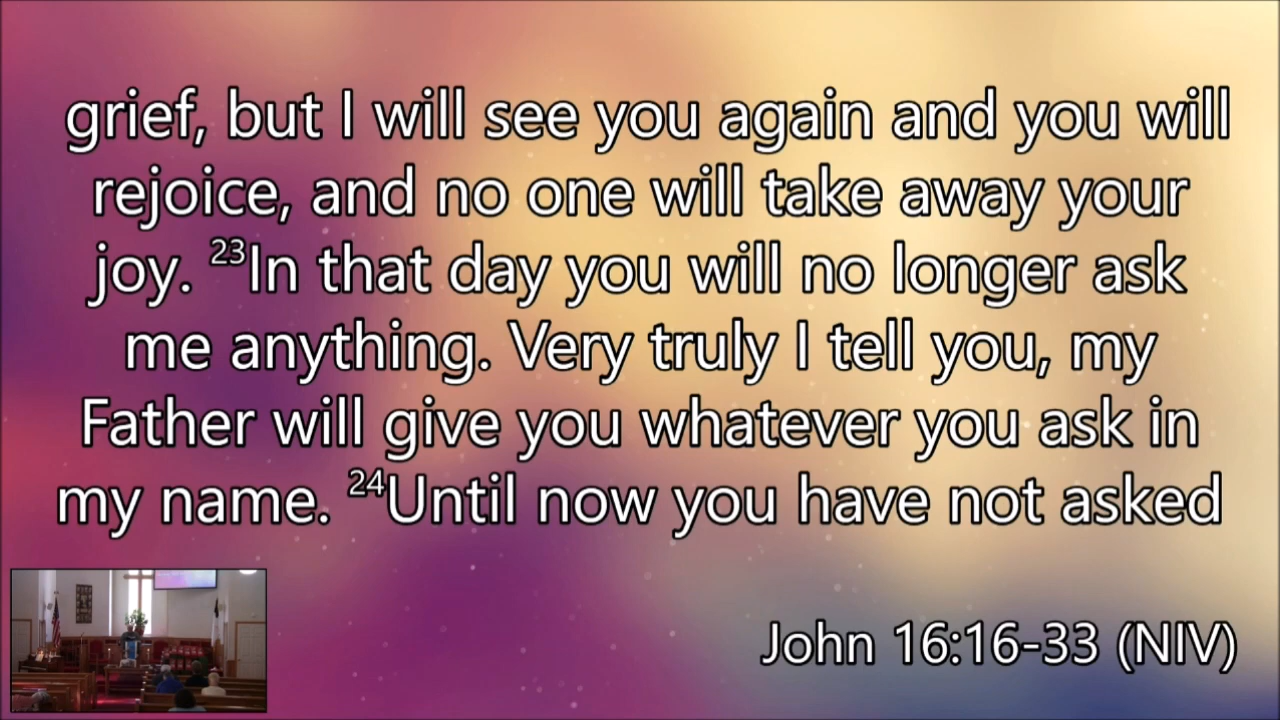 grief, but I will see you again and you will
rejoice, and no one will take away your
joy. ²³In that day you will no longer ask
me anything. Very truly I tell you, my
Father will give you whatever you ask in
my name. ²⁴Until now you have not asked
John 16:16-33 (NIV)